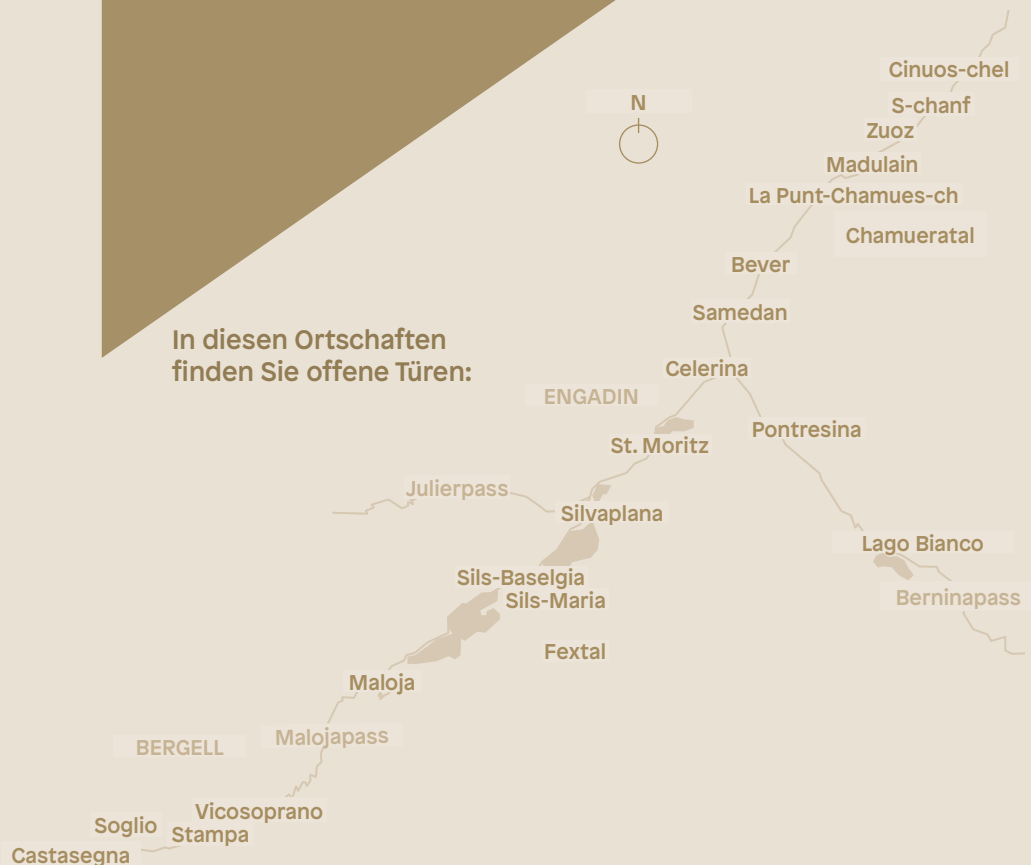 Cinuos-chel
N
S-chanf
Zuoz
Madulain
La Punt-Chamues-ch
Chamueratal
Bever
Samedan
In diesen Ortschaften
finden Sie offene Türen:
Celerina
ENGADIN
Pontresina
St. Moritz
Julierpass
Silvaplana
Lago Bianco
Sils-Baselgia
Berninapass
Sils-Maria
Fextal
Maloja
Malojapass
BERGELL
Vicosoprano
Soglio
Stampa
Castasegna